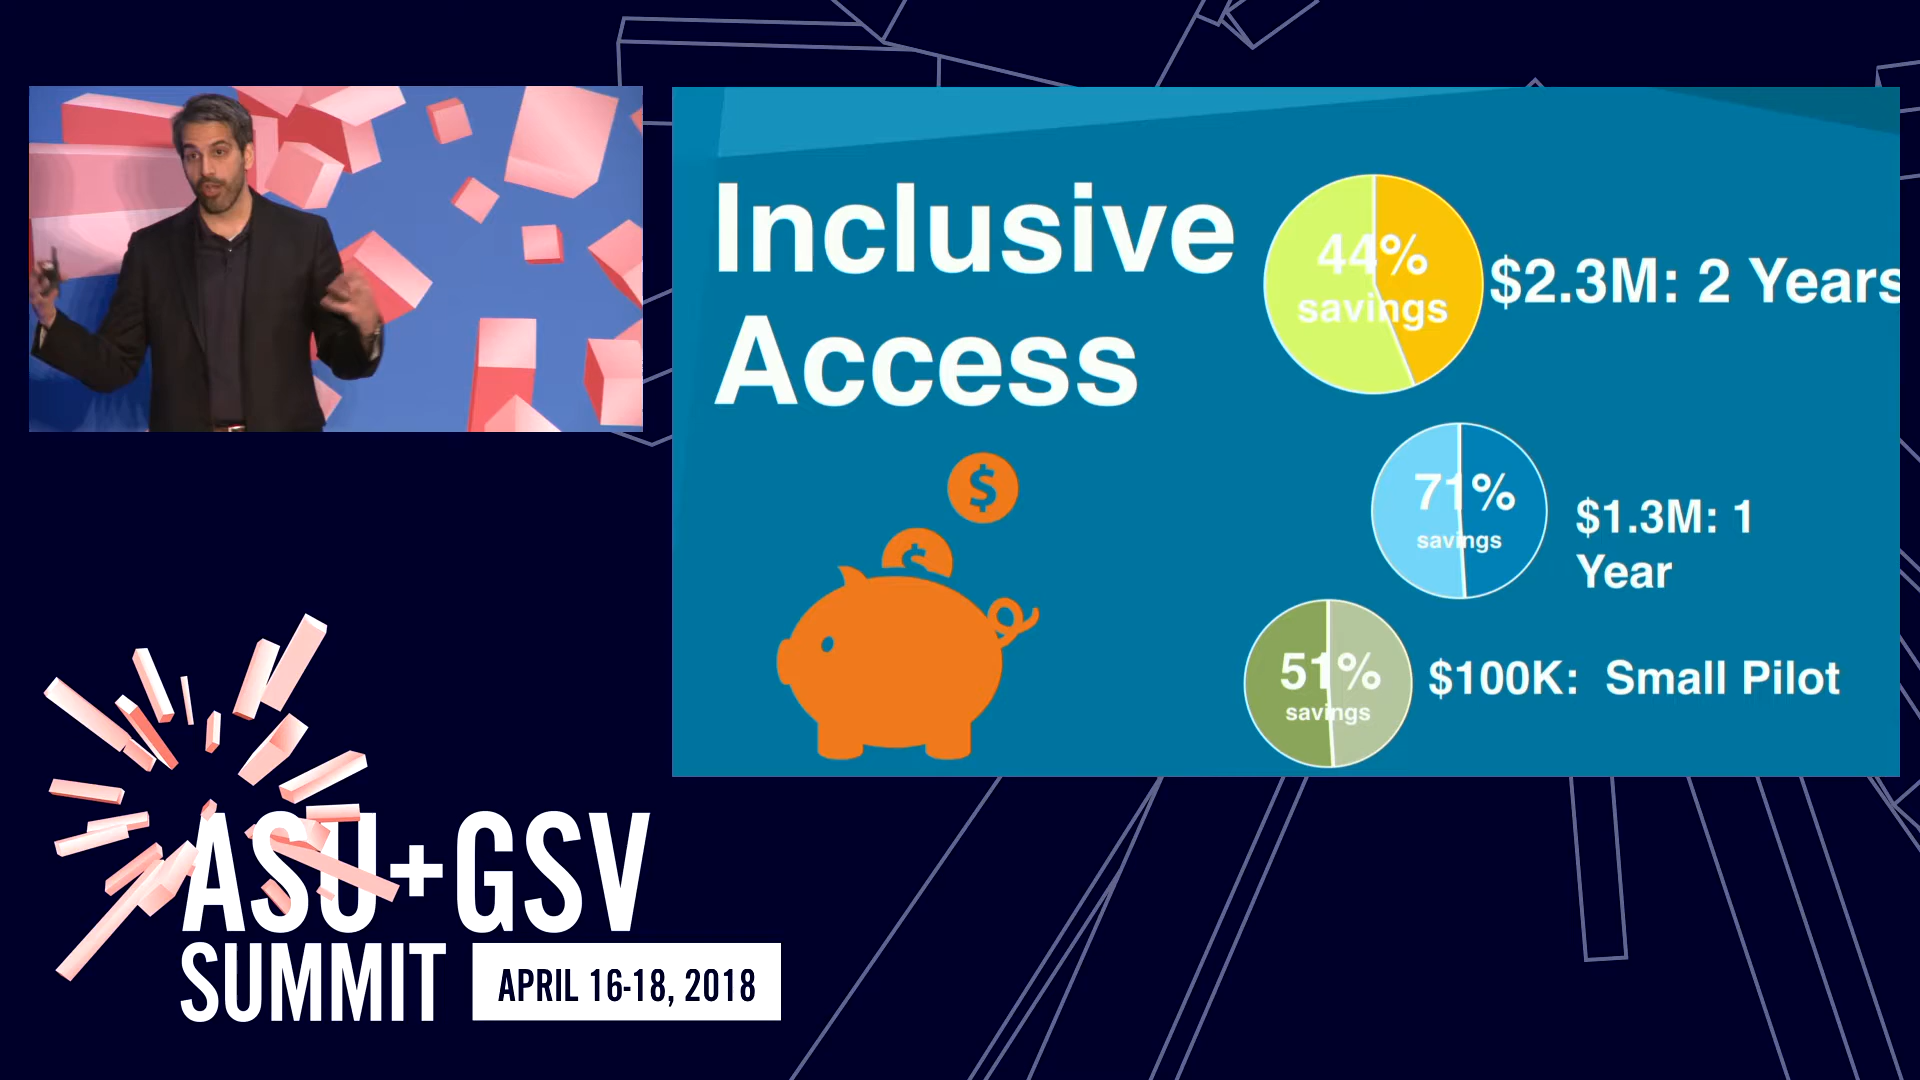 Inclusive
Access
44%
savings
$2.3M: 2 Years
71%
savings
$1.3M: 1
Year
51%
savings
$100K: Small Pilot
$
$
ASU+GSV
SUMMIT
APRIL 16-18, 2018